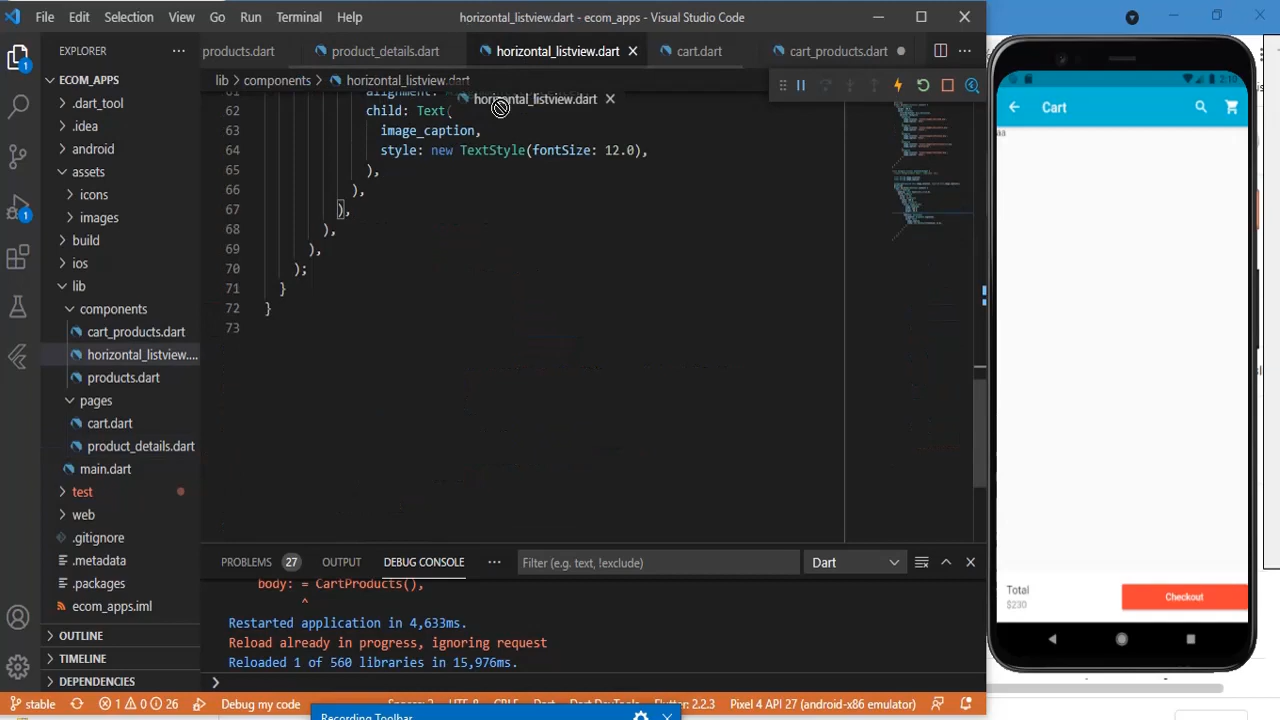 File Edit Selection View Go Run Terminal Help horizontal_listview.dart - ecom_apps - Visual Studio Code
EXPLORER
products.dart product_details.dart horizontal_listview.dart cart.dart cart_products.dart
ECOM_APPS
lib components horizontal_listview.dart
horizontal_listview.dart
.dart_tool
.idea
android
assets
icons
images
build
ios
lib
components
cart_products.dart
horizontal_listview....
products.dart
pages
cart.dart
product_details.dart
main.dart
test
web
.gitignore
.metadata
.packages
ecom_apps.iml
OUTLINE
TIMELINE
DEPENDENCIES
1
1
61
62 child: Text(
63 image_caption,
64 style: new TextStyle(fontSize: 12.0),
65 ),
66 ),
67 ),
68 ),
69 ),
70 );
71 }
72 }
73
PROBLEMS 27 OUTPUT DEBUG CONSOLE Filter (e.g. text, !exclude) Dart
body: = CartProducts(),
^
Restarted application in 4,633ms.
Reload already in progress, ignoring request
Reloaded 1 of 560 libraries in 15,976ms.
stable 1 0 26 Debug my code Pixel 4 API 27 (android-x86 emulator)
Recording Toolbar
2:19
Cart
aa
Total
$230
Checkout